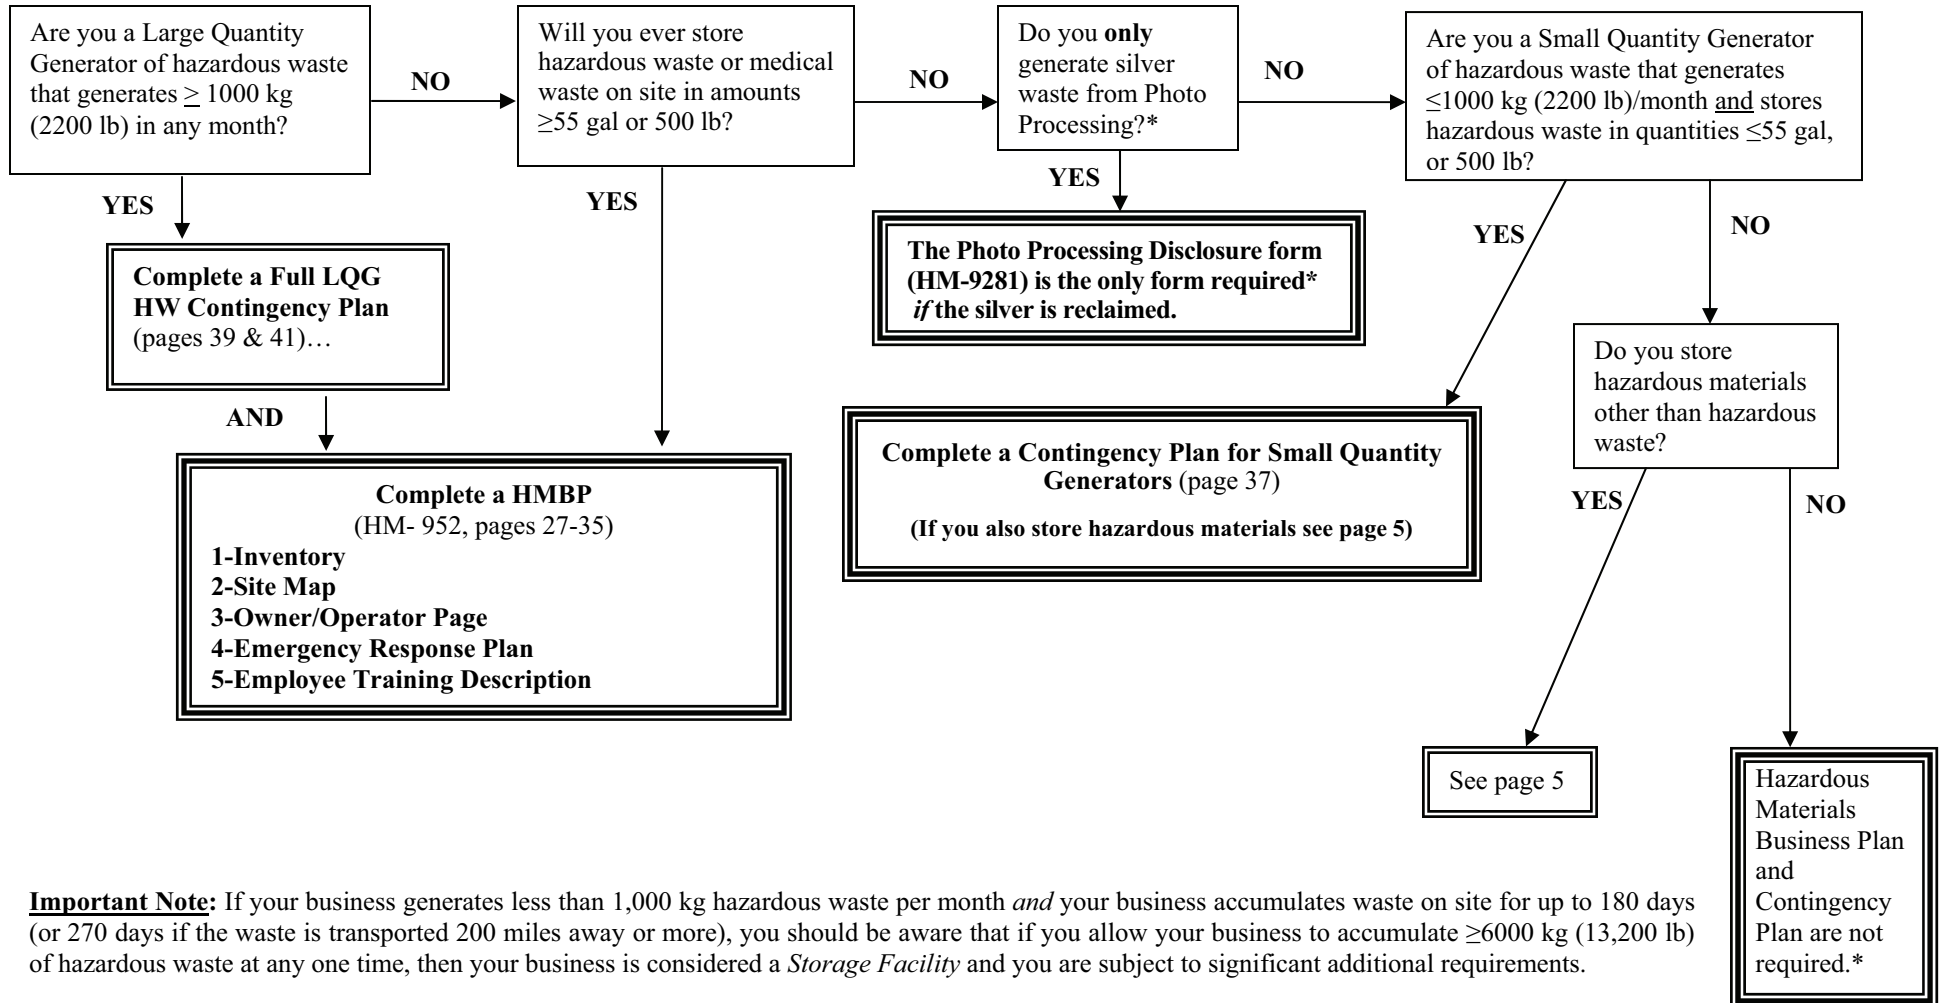 Are you a Large Quantity
Generator of hazardous waste
that generates ≥ 1000 kg
(2200 lb) in any month?
NO
Will you ever store
hazardous waste or medical
waste on site in amounts
≥55 gal or 500 lb?
NO
Do you only
generate silver
waste from Photo
Processing?*
NO
Are you a Small Quantity Generator
of hazardous waste that generates
≤1000 kg (2200 lb)/month and stores
hazardous waste in quantities ≤55 gal,
or 500 lb?
YES
YES
YES
YES
NO
Complete a Full LQG
HW Contingency Plan
(pages 39 & 41)…
AND
The Photo Processing Disclosure form
(HM-9281) is the only form required*
if the silver is reclaimed.
Do you store
hazardous materials
other than hazardous
waste?
YES
NO
Complete a HMBP
(HM- 952, pages 27-35)
1-Inventory
2-Site Map
3-Owner/Operator Page
4-Emergency Response Plan
5-Employee Training Description
Complete a Contingency Plan for Small Quantity
Generators (page 37)
(If you also store hazardous materials see page 5)
See page 5
Hazardous
Materials
Business Plan
and
Contingency
Plan are not
required.*
Important Note: If your business generates less than 1,000 kg hazardous waste per month and your business accumulates waste on site for up to 180 days
(or 270 days if the waste is transported 200 miles away or more), you should be aware that if you allow your business to accumulate ≥6000 kg (13,200 lb)
of hazardous waste at any one time, then your business is considered a Storage Facility and you are subject to significant additional requirements.